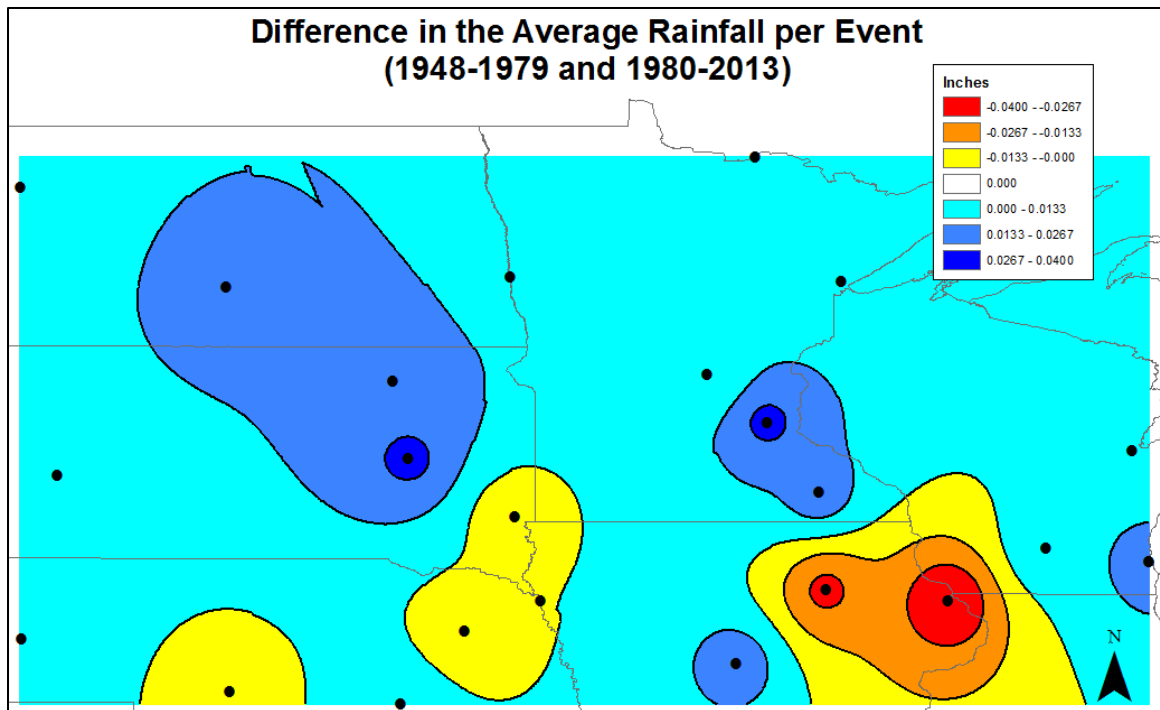 Difference in the Average Rainfall per Event
(1948-1979 and 1980-2013)
Inches
-0.0400 - -0.0267
-0.0267 - -0.0133
-0.0133 - -0.000
0.000
0.000 - 0.0133
0.0133 - 0.0267
0.0267 - 0.0400
N